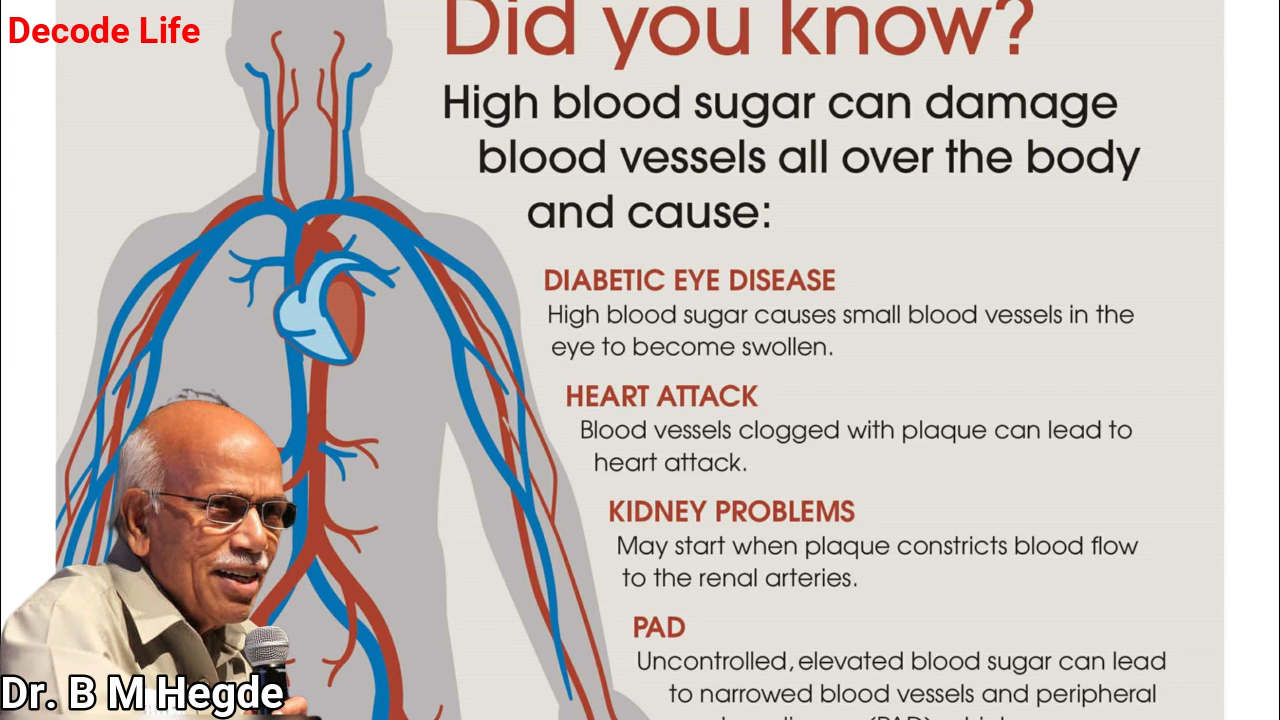 Decode Life
Did you know?
High blood sugar can damage
blood vessels all over the body
and cause:
DIABETIC EYE DISEASE
High blood sugar causes small blood vessels in the
eye to become swollen.
HEART ATTACK
Blood vessels clogged with plaque can lead to
heart attack.
KIDNEY PROBLEMS
May start when plaque constricts blood flow
to the renal arteries.
PAD
Uncontrolled, elevated blood sugar can lead
to narrowed blood vessels and peripheral
(PAD)
Dr. B M Hegde